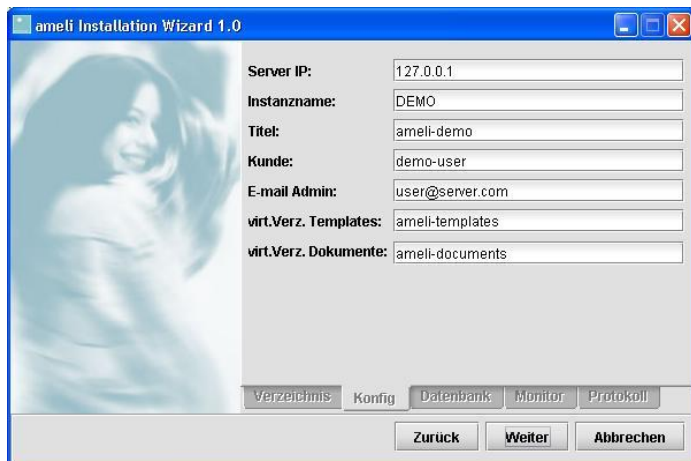 ameli Installation Wizard 1.0
Server IP: 127.0.0.1
Instanzname: DEMO
Titel: ameli-demo
Kunde: demo-user
E-mail Admin: user@server.com
virt.Verz. Templates: ameli-templates
virt.Verz. Dokumente: ameli-documents
Verzeichnis Konfig Datenbank Monitor Protokoll
Zurück Weiter Abbrechen